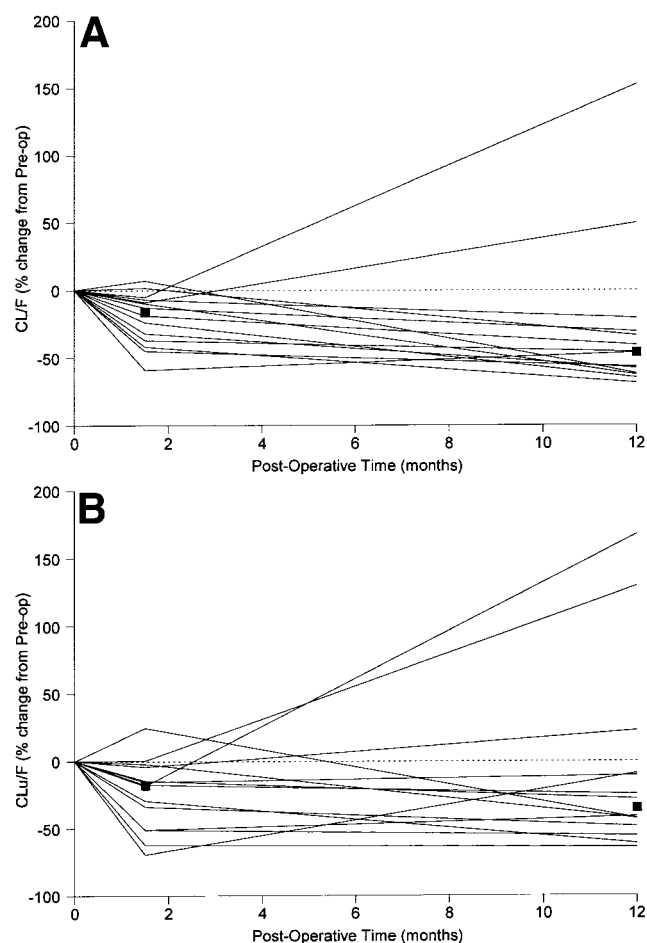 A
200
150
100
50
0
-50
-100
CL/F (% change from Pre-op)
0 2 4 6 8 10 12
Post-Operative Time (months)
B
200
150
100
50
0
-50
-100
CLu/F (% change from Pre-op)
0 2 4 6 8 10 12
Post-Operative Time (months)